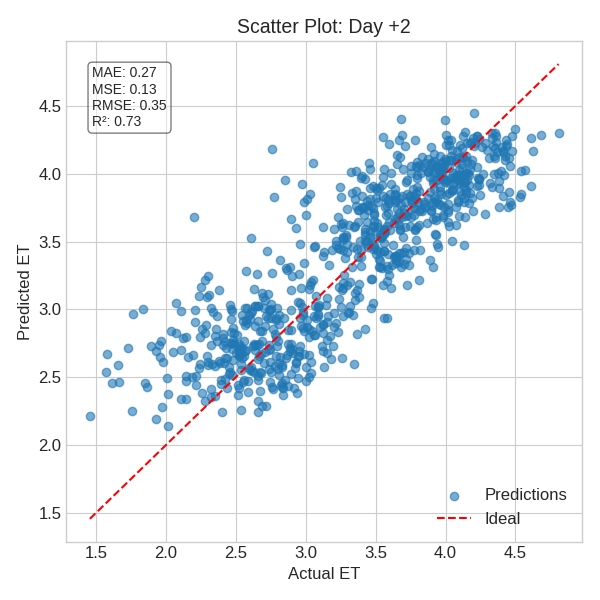 Scatter Plot: Day +2
MAE: 0.27
MSE: 0.13
RMSE: 0.35
R²: 0.73
4.5
4.0
3.5
3.0
2.5
2.0
1.5
Predicted ET
Predictions
Ideal
1.5 2.0 2.5 3.0 3.5 4.0 4.5
Actual ET